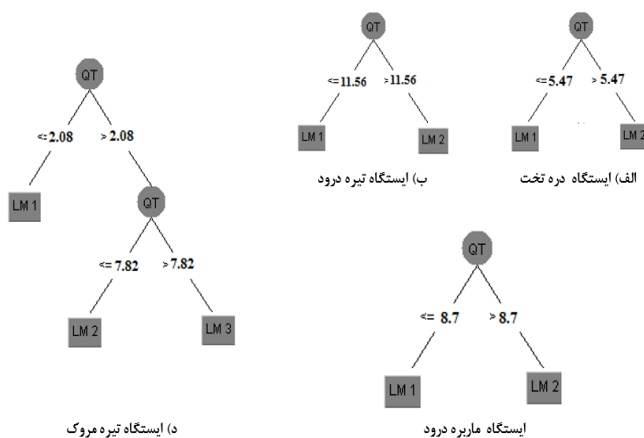 QT
<=5.47 >5.47
LM 1 LM 2
الف) ایستگاه دره تخت
QT
<=11.56 >11.56
LM 1 LM 2
ب) ایستگاه تیره درود
QT
<= 8.7 >8.7
LM 1 LM 2
ایستگاه ماربره درود
QT
<=2.08 >2.08
LM 1 QT
<=7.82 >7.82
LM 2 LM 3
د) ایستگاه تیره مروک